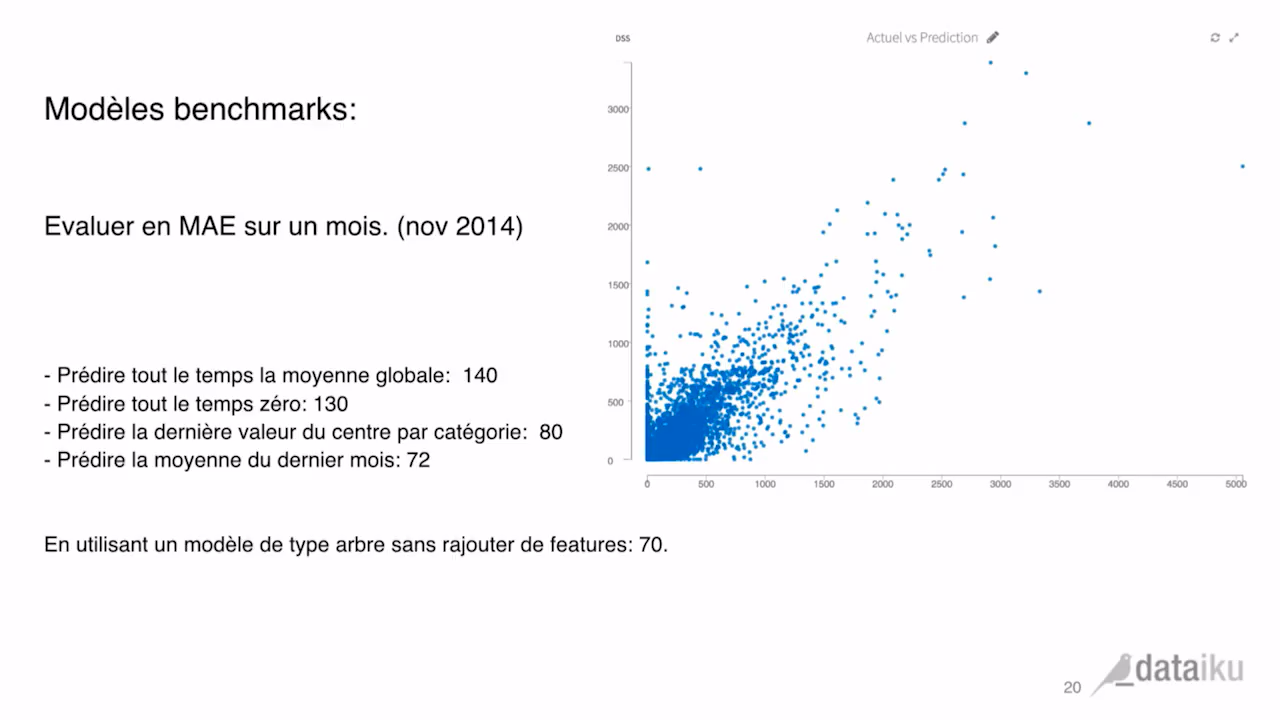 DSS
Actuel vs Prediction
Modèles benchmarks:
Evaluer en MAE sur un mois. (nov 2014)
- Prédire tout le temps la moyenne globale:  140
- Prédire tout le temps zéro: 130
- Prédire la dernière valeur du centre par catégorie:  80
- Prédire la moyenne du dernier mois: 72
En utilisant un modèle de type arbre sans rajouter de features: 70.
3000
2500
2000
1500
1000
500
0
0 500 1000 1500 2000 2500 3000 3500 4000 4500 5000
20
dataiku